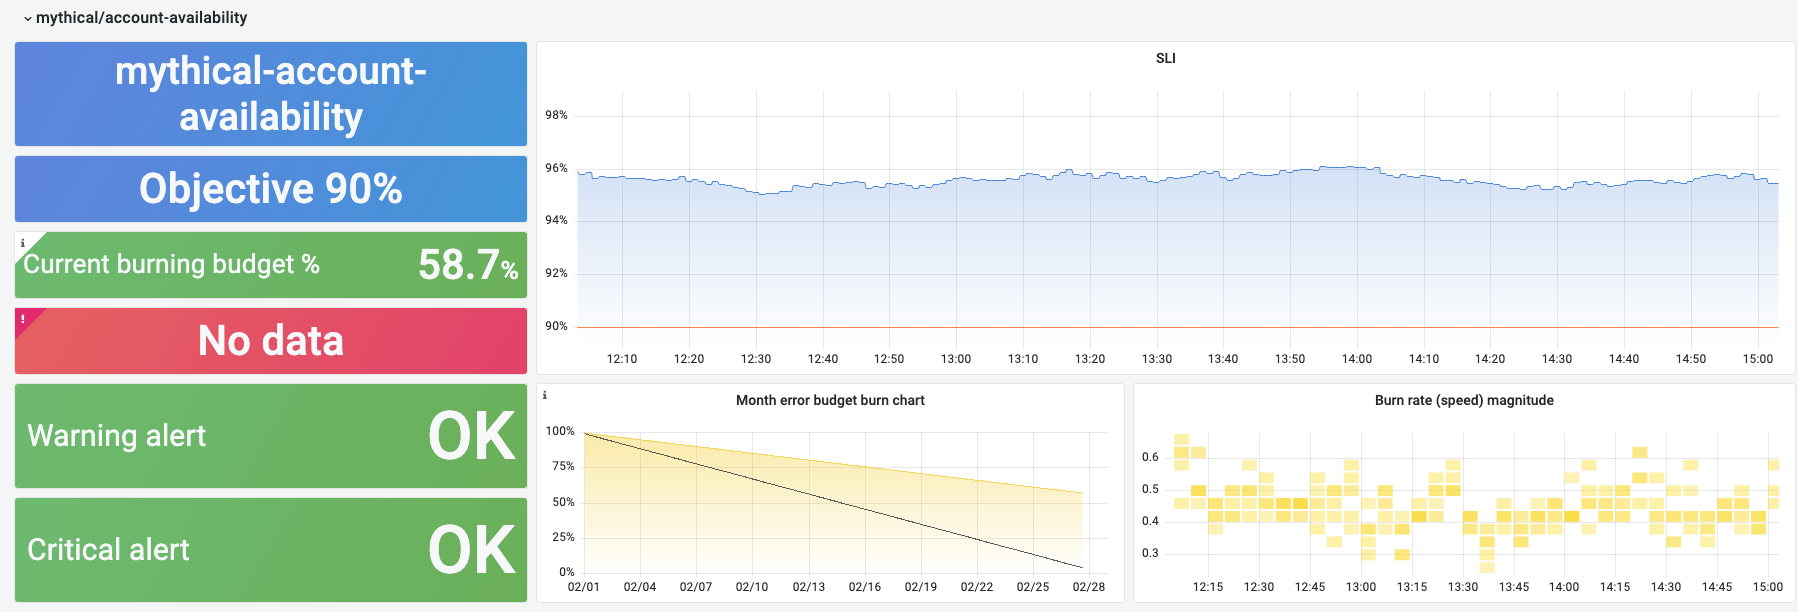 mythical/account-availability
mythical-account-
availability
Objective 90%
i
Current burning budget %
58.7%
!
No data
Warning alert
OK
Critical alert
OK
SLI
98%
96%
94%
92%
90%
12:10 12:20 12:30 12:40 12:50 13:00 13:10 13:20 13:30 13:40 13:50 14:00 14:10 14:20 14:30 14:40 14:50 15:00
i
Month error budget burn chart
100%
75%
50%
25%
0%
02/01 02/04 02/07 02/10 02/13 02/16 02/19 02/22 02/25 02/28
Burn rate (speed) magnitude
0.6
0.5
0.4
0.3
12:15 12:30 12:45 13:00 13:15 13:30 13:45 14:00 14:15 14:30 14:45 15:00